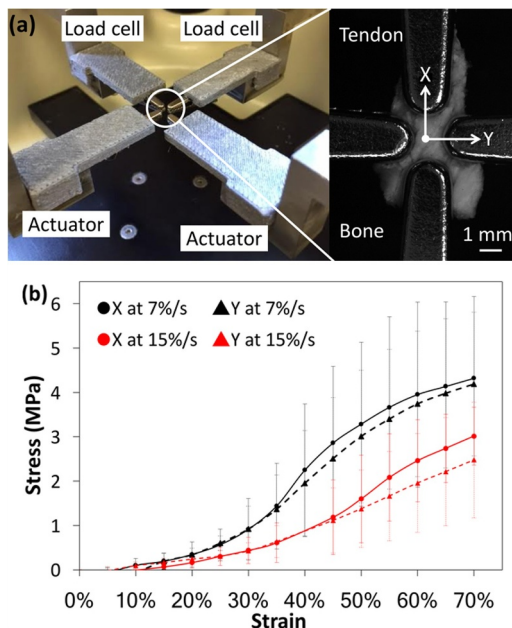 (a)
Load cell
Load cell
Actuator
Actuator
Tendon
X
Y
Bone
1 mm
(b)
X at 7%/s
Y at 7%/s
X at 15%/s
Y at 15%/s
Stress (MPa)
6
5
4
3
2
1
0
0% 10% 20% 30% 40% 50% 60% 70%
Strain